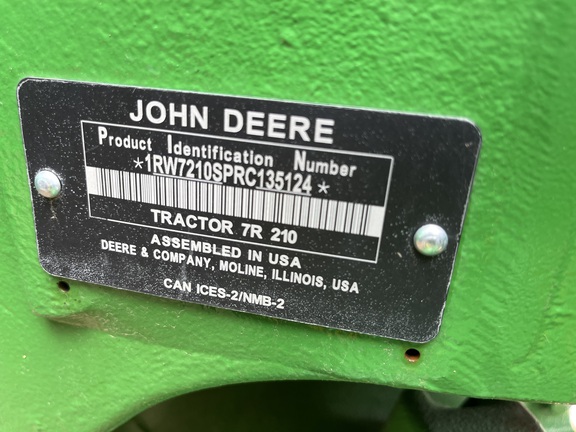 JOHN DEERE
Product Identification Number
*1RW7210SPRC135124*
TRACTOR 7R 210
ASSEMBLED IN USA
DEERE & COMPANY, MOLINE, ILLINOIS, USA
CAN ICES-2/NMB-2